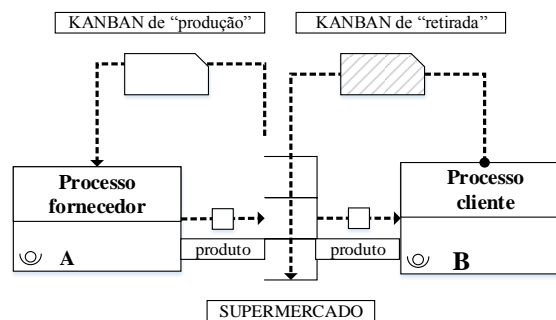 KANBAN de “produção”
KANBAN de “retirada”
Processo
fornecedor
A
Processo
cliente
B
produto
produto
SUPERMERCADO